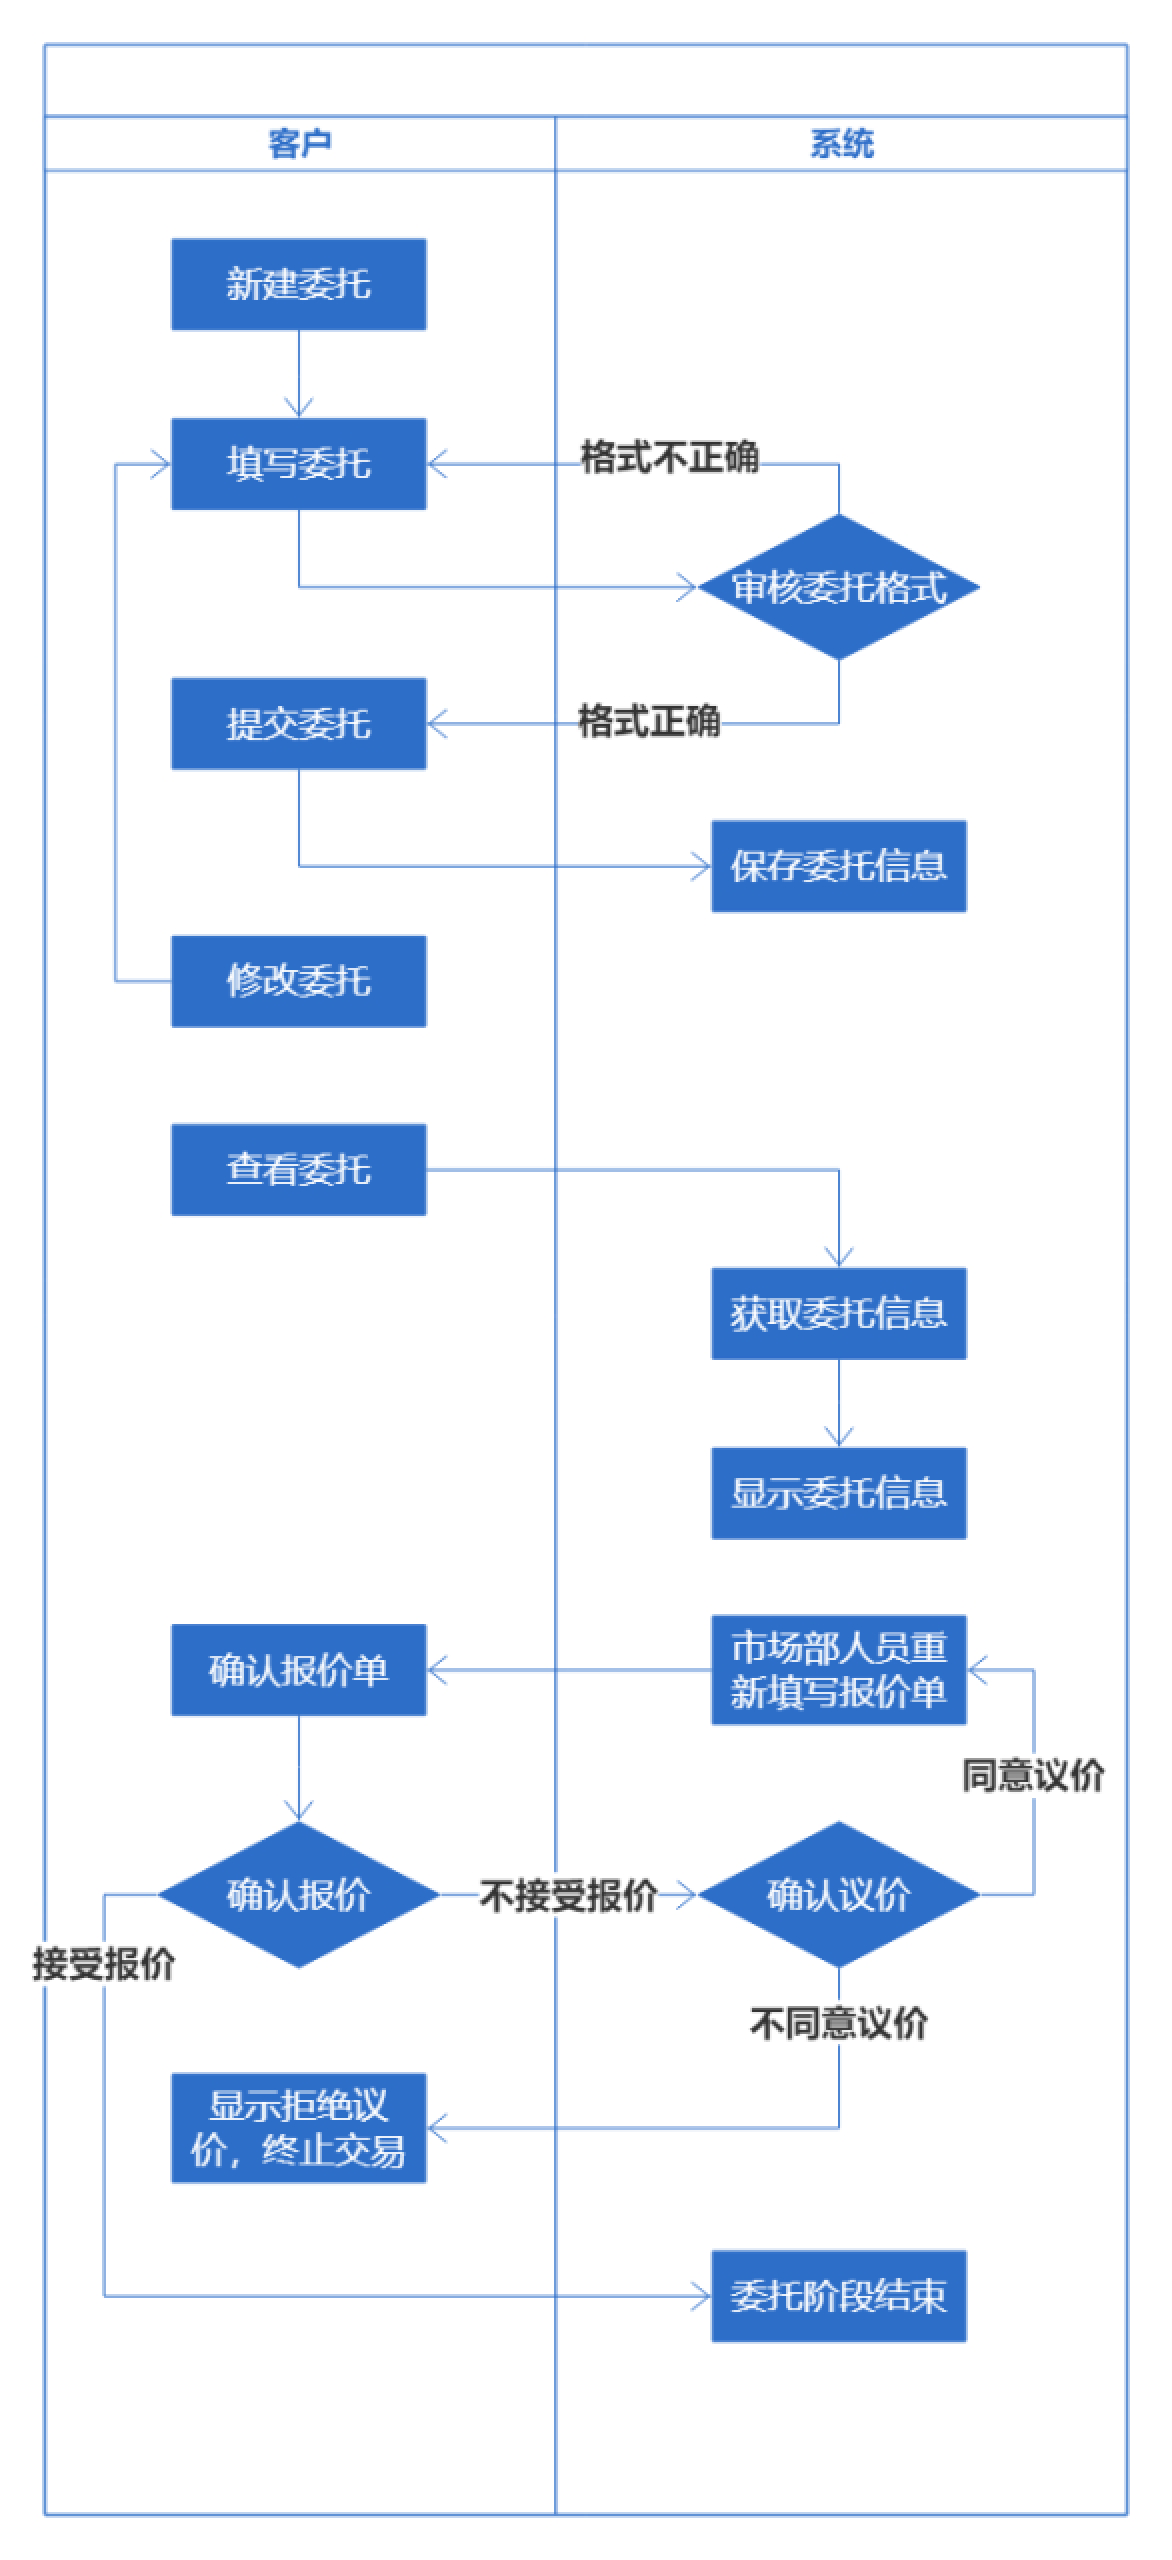 客户
系统
新建委托
填写委托
格式不正确
审核委托格式
提交委托
格式正确
保存委托信息
修改委托
查看委托
获取委托信息
显示委托信息
确认报价单
市场部人员重
新填写报价单
同意议价
确认报价
不接受报价
确认议价
接受报价
不同意议价
显示拒绝议
价，终止交易
委托阶段结束